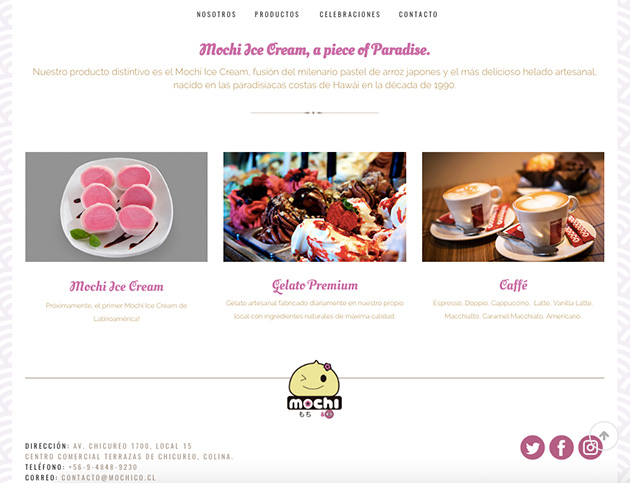 NOSOTROS PRODUCTOS CELEBRACIONES CONTACTO
Mochi Ice Cream, a piece of Paradise.
Nuestro producto distintivo es el Mochi Ice Cream, fusión del milenario pastel de arroz japones y el más delicioso helado artesanal,
nacido en las paradisíacas costas de Hawái en la década de 1990.
Mochi Ice Cream
Próximamente, el primer Mochi Ice Cream de
Latinoamérica!
Gelato Premium
Gelato artesanal fabricado diariamente en nuestro propio
local con ingredientes naturales de máxima calidad.
Caffé
Espresso, Doppio, Cappuccino, Latte, Vanilla Latte,
Macchiatto, Caramel Macchiato, Americano.
mochi
もち
DIRECCIÓN: AV. CHICUREO 1700, LOCAL 15
CENTRO COMERCIAL TERRAZAS DE CHICUREO, COLINA.
TELÉFONO: +56-9-4848-9230
CORREO: CONTACTO@MOCHICO.CL